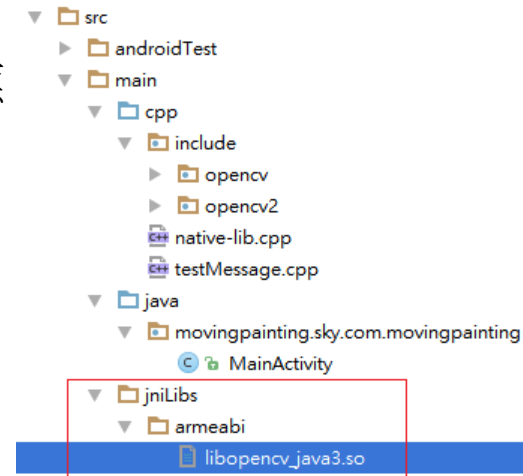 src
androidTest
main
cpp
include
opencv
opencv2
native-lib.cpp
testMessage.cpp
java
movingpainting.sky.com.movingpainting
MainActivity
jniLibs
armeabi
libopencv_java3.so